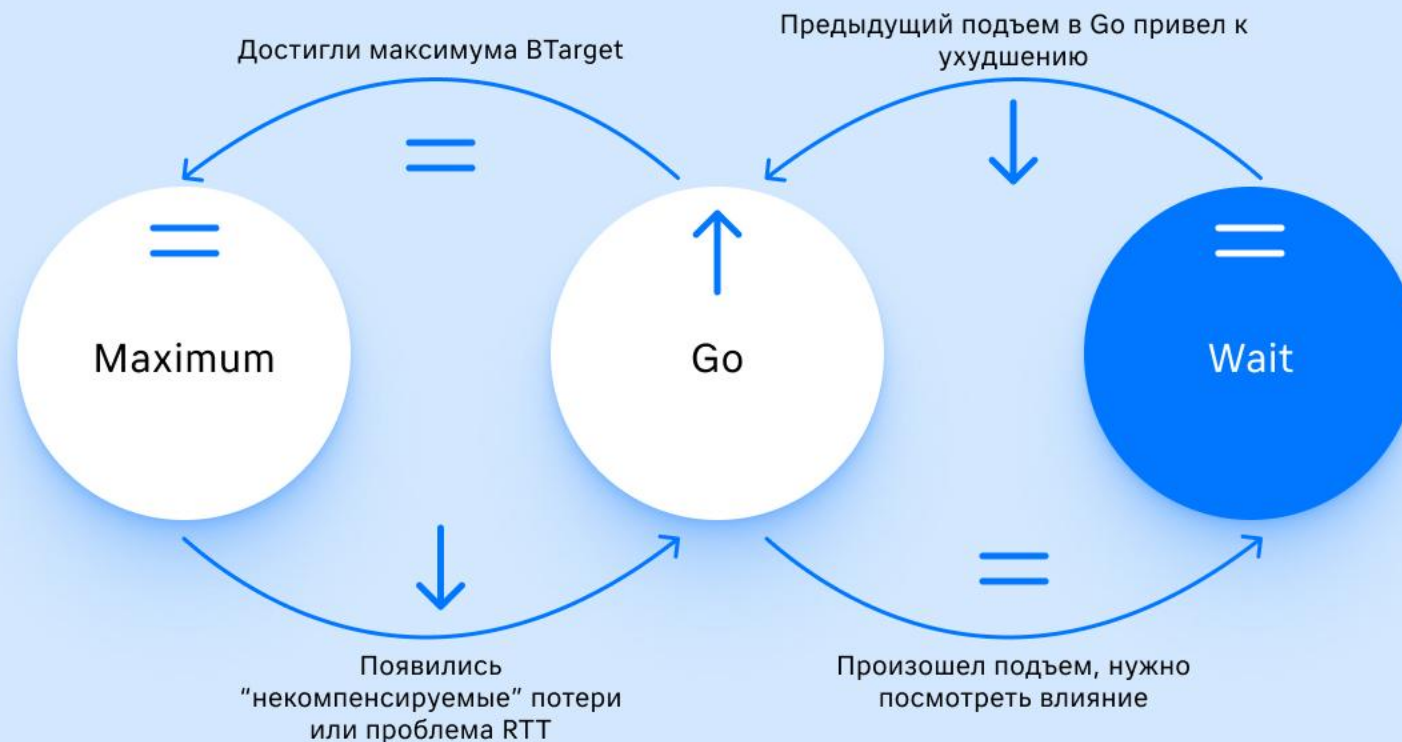 Достигли максимума BTarget
Предыдущий подъем в Go привел к
ухудшению
Maximum
Go
Wait
Появились
“некомпенсируемые” потери
или проблема RTT
Произошел подъем, нужно
посмотреть влияние